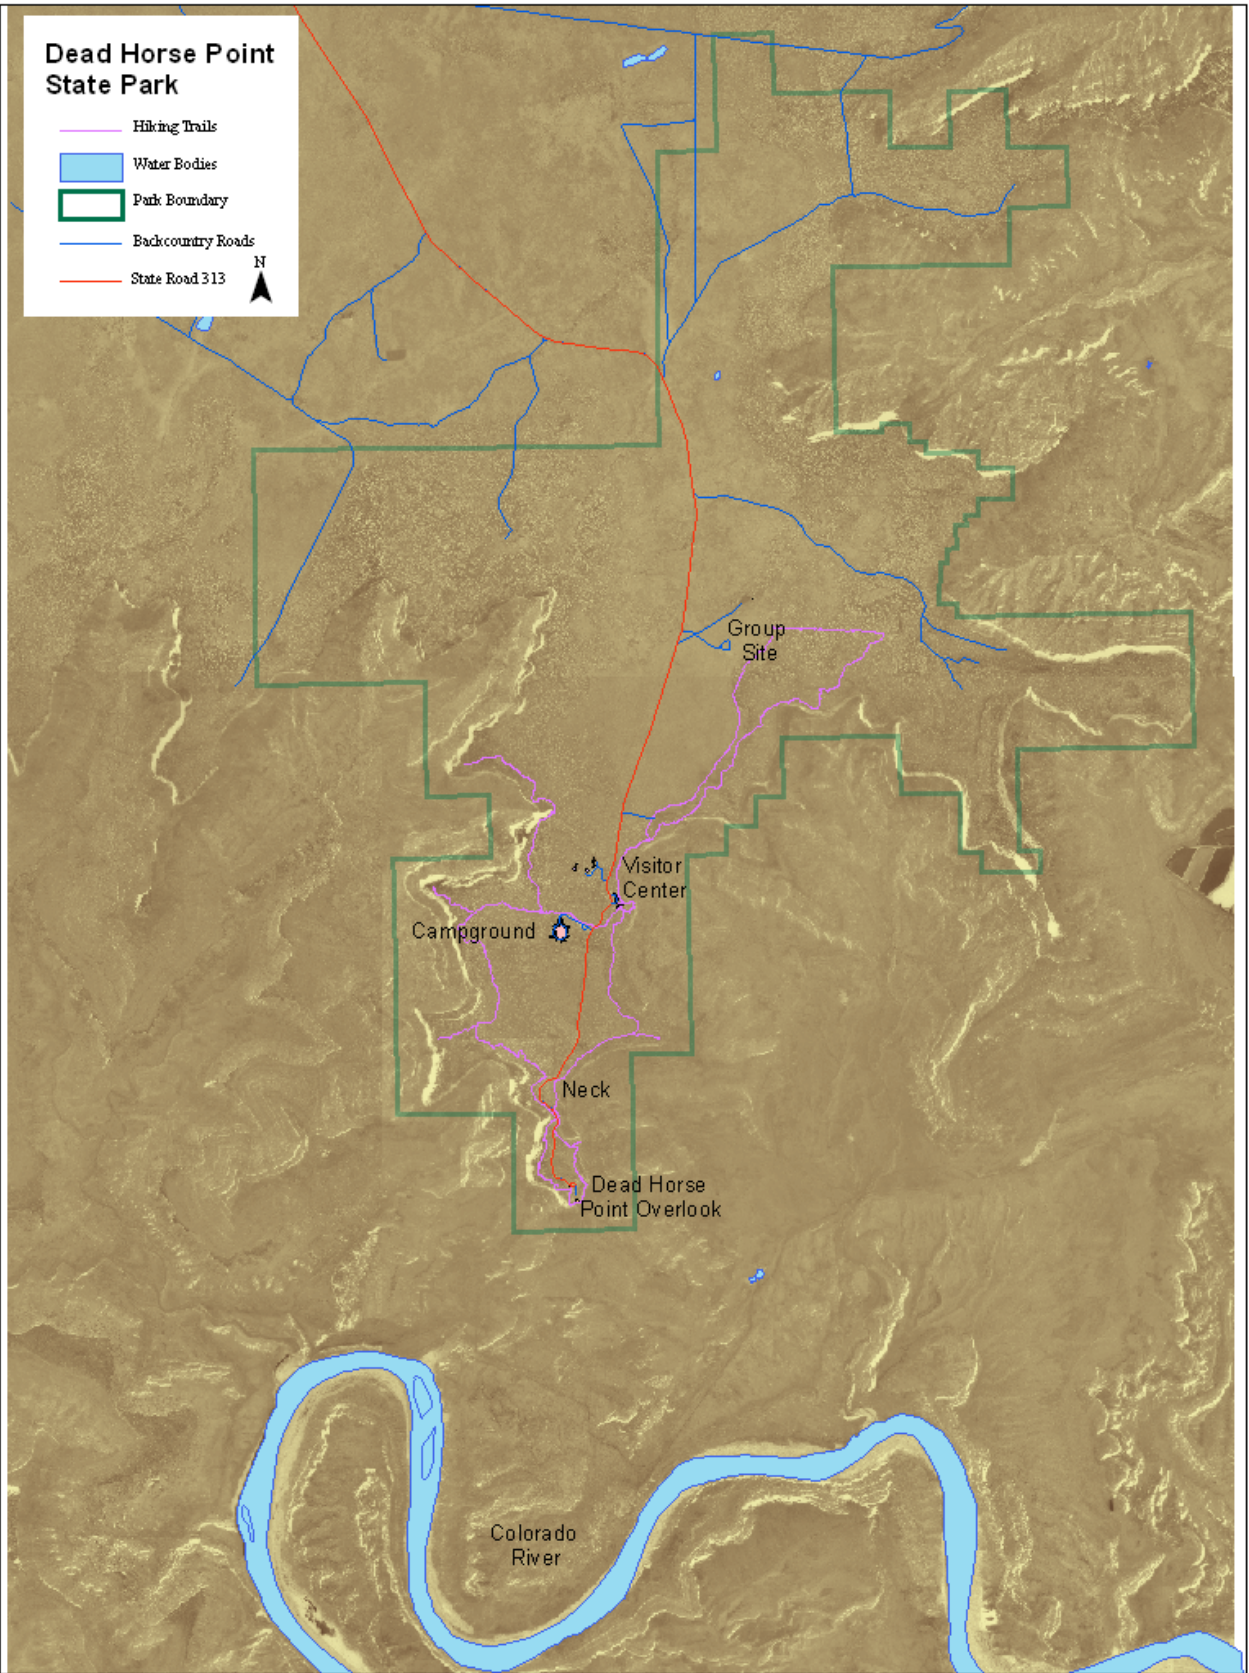 Dead Horse Point
State Park
Hiking Trails
Water Bodies
Park Boundary
Backcountry Roads
State Road 313
N
Group
Site
Visitor
Center
Campground
Neck
Dead Horse
Point Overlook
Colorado
River